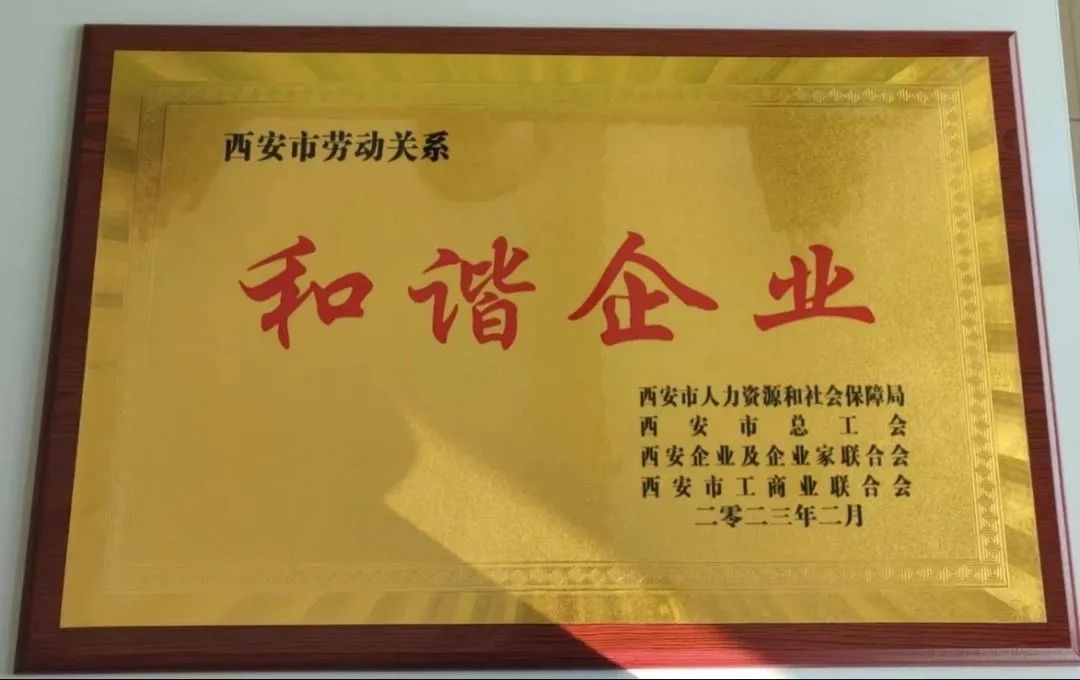 西安市劳动关系
和谐企业
西安市人力资源和社会保障局
西安市总工会
西安企业及企业家联合会
西安市工商业联合会
二零二三年二月